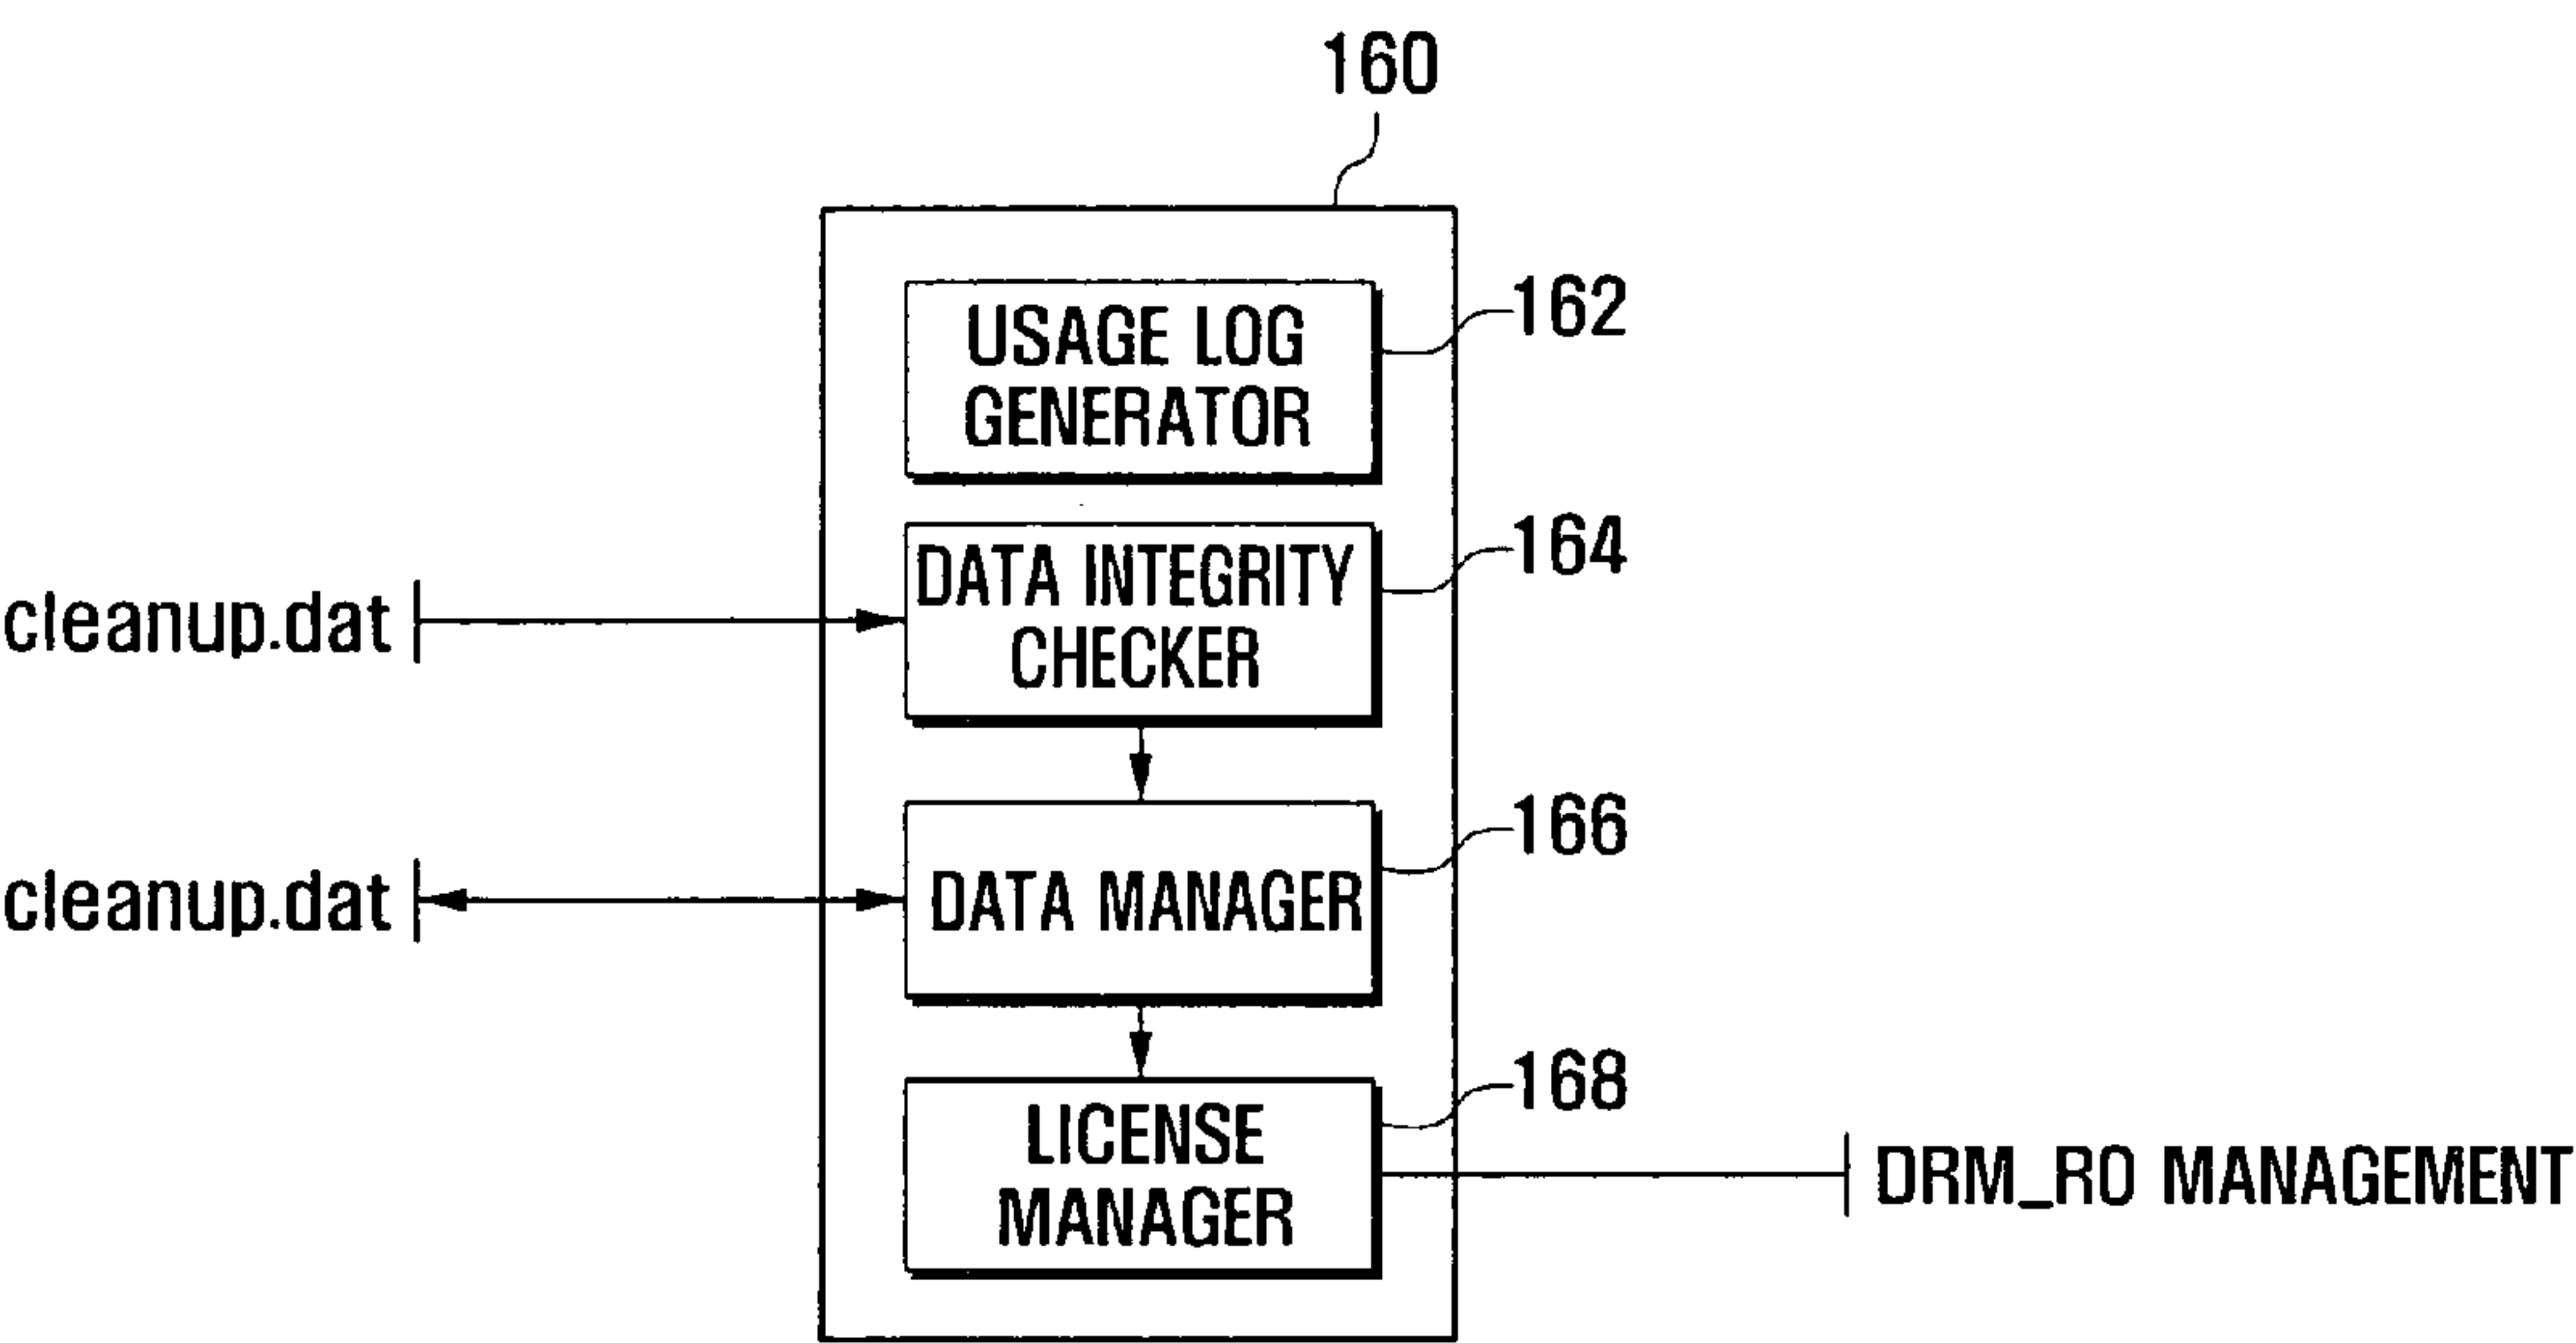 160
USAGE LOG
GENERATOR
162
DATA INTEGRITY
CHECKER
164
cleanup.dat
DATA MANAGER
166
cleanup.dat
LICENSE
MANAGER
168
DRM_RO MANAGEMENT